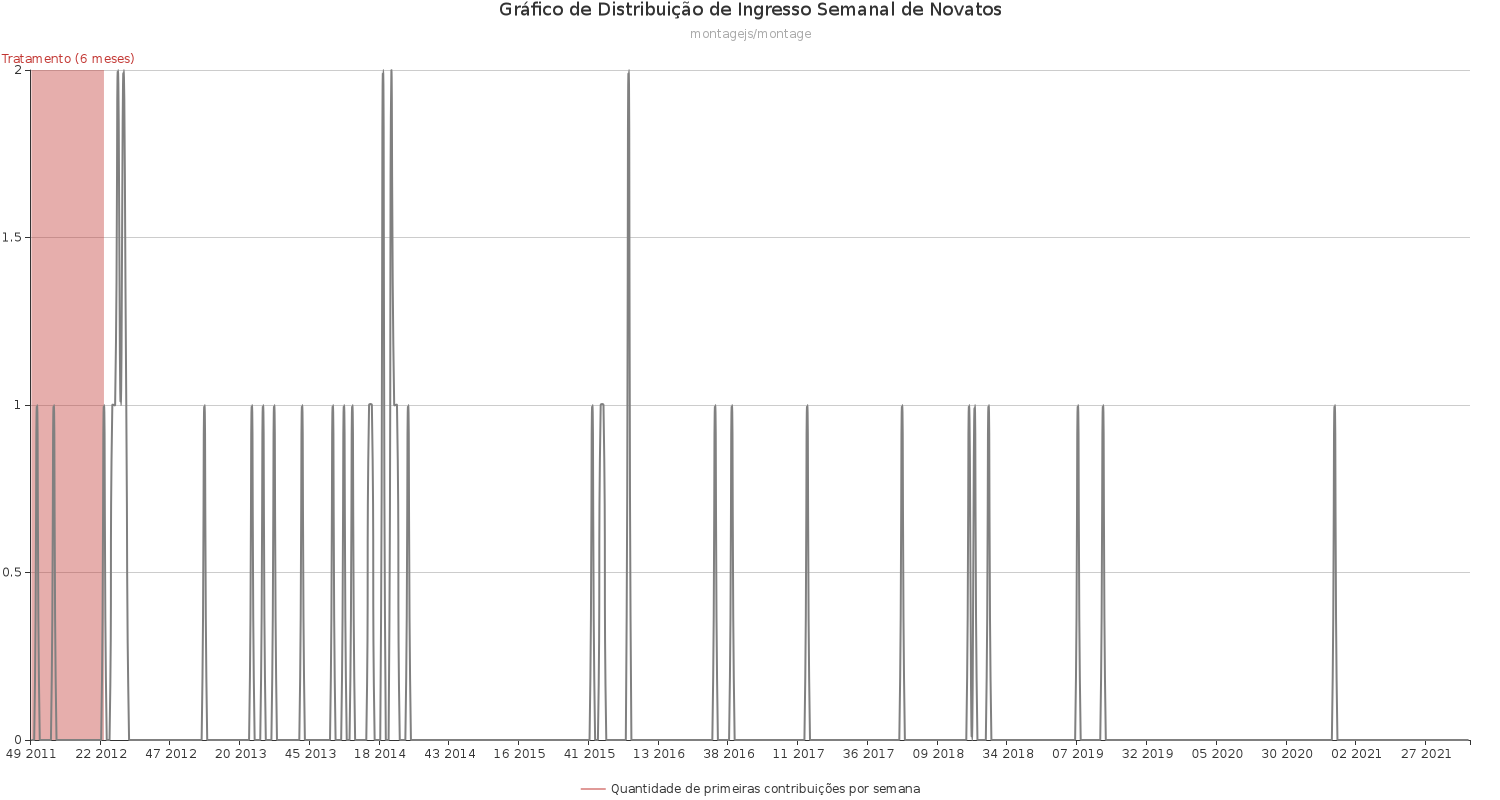 Gráfico de Distribuição de Ingresso Semanal de Novatos
montagejs/montage
Tratamento (6 meses)
2
1.5
1
0.5
0
49 2011 22 2012 47 2012 20 2013 45 2013 18 2014 43 2014 16 2015 41 2015 13 2016 38 2016 11 2017 36 2017 09 2018 34 2018 07 2019 32 2019 05 2020 30 2020 02 2021 27 2021
Quantidade de primeiras contribuições por semana